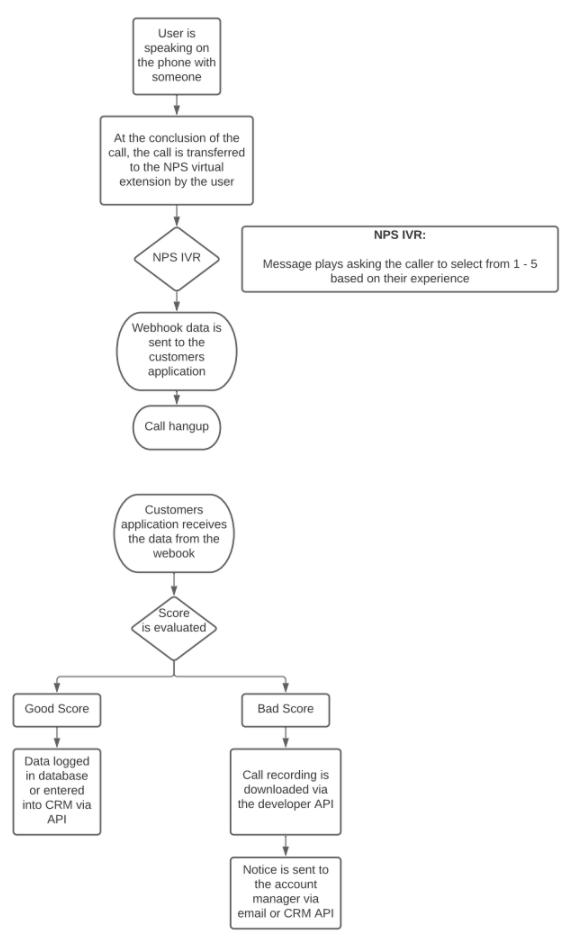 User is
speaking on
the phone with
someone
At the conclusion of the
call, the call is transferred
to the NPS virtual
extension by the user
NPS IVR
NPS IVR:
Message plays asking the caller to select from 1 - 5
based on their experience
Webhook data is
sent to the
customers
application
Call hangup
Customers
application receives
the data from the
webook
Score
is evaluated
Good Score
Bad Score
Data logged
in database
or entered
into CRM via
API
Call recording is
downloaded via
the developer API
Notice is sent to
the account
manager via
email or CRM API